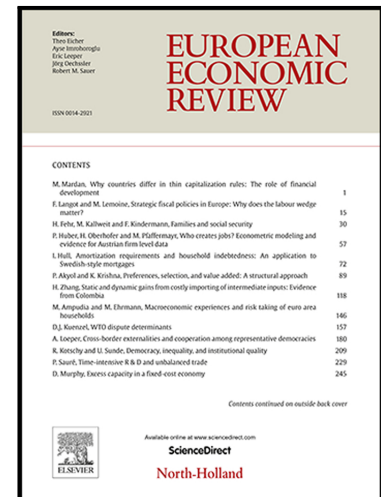 Editors:
Theo Eicher
Ayse Imrohoroglu
Eric Leeper
Jörg Oechssler
Robert M. Sauer
ISSN 0014-2921
EUROPEAN
ECONOMIC
REVIEW
CONTENTS
M. Mardan, Why countries differ in thin capitalization rules: The role of financial
development 1
F. Langot and M. Lemoine, Strategic fiscal policies in Europe: Why does the labour wedge
matter? 15
H. Fehr, M. Kallweit and F. Kindermann, Families and social security 30
P. Huber, H. Oberhofer and M. Pfaffermayr, Who creates jobs? Econometric modeling and
evidence for Austrian firm level data 57
I. Hull, Amortization requirements and household indebtedness: An application to
Swedish-style mortgages 72
P. Akyol and K. Krishna, Preferences, selection, and value added: A structural approach 89
H. Zhang, Static and dynamic gains from costly importing of intermediate inputs: Evidence
from Colombia 118
M. Ampudia and M. Ehrmann, Macroeconomic experiences and risk taking of euro area
households 146
D.J. Kuenzel, WTO dispute determinants 157
A. Loeper, Cross-border externalities and cooperation among representative democracies 180
R. Kotschy and U. Sunde, Democracy, inequality, and institutional quality 209
P. Sauré, Time-intensive R & D and unbalanced trade 229
D. Murphy, Excess capacity in a fixed-cost economy 245
Contents continued on outside back cover
ELSEVIER
Available online at www.sciencedirect.com
ScienceDirect
North-Holland